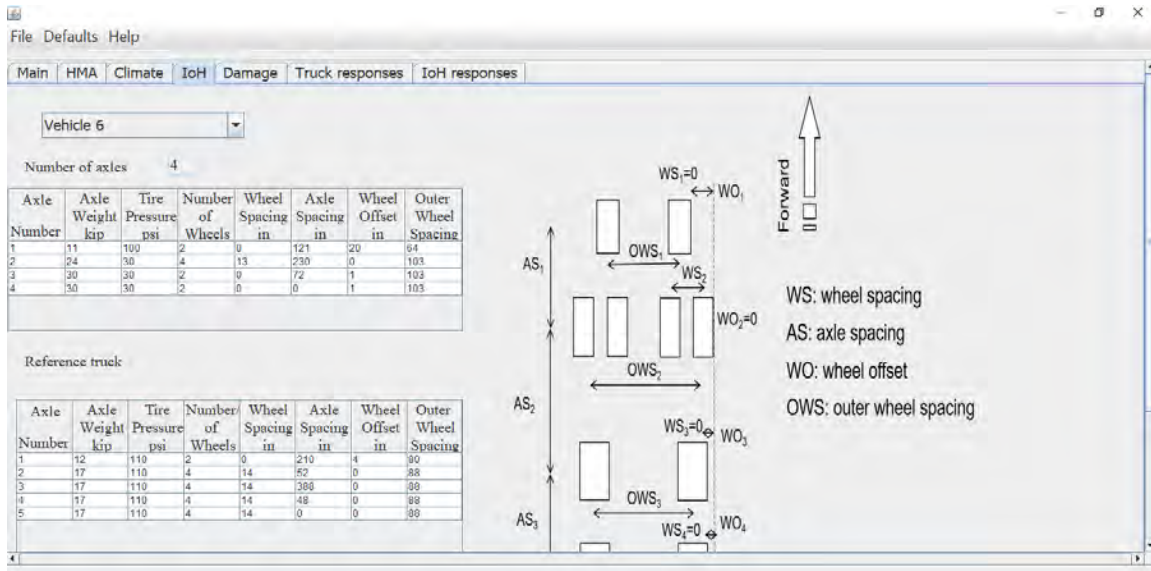 File Defaults Help
Main HMA Climate IoH Damage Truck responses IoH responses
Vehicle 6
Number of axles 4
Axle Number Axle Weight kip Tire Pressure psi Number of Wheels Wheel Spacing in Axle Spacing in Wheel Offset in Outer Wheel Spacing
1 11 100 2 0 121 20 64
2 24 30 4 13 230 0 103
3 30 30 2 0 72 1 103
4 30 30 2 0 0 1 103
Reference truck
Axle Number Axle Weight kip Tire Pressure psi Number of Wheels Wheel Spacing in Axle Spacing in Wheel Offset in Outer Wheel Spacing
1 12 110 2 0 210 4 80
2 17 110 4 14 52 0 88
3 17 110 4 14 388 0 88
4 17 110 4 14 48 0 88
5 17 110 4 14 0 0 88
Forward
WS₁=0
WO₁
OWS₁
AS₁
WS₂
WO₂=0
OWS₂
AS₂
WS₃=0
WO₃
OWS₃
AS₃
WS₄=0
WO₄
WS: wheel spacing
AS: axle spacing
WO: wheel offset
OWS: outer wheel spacing